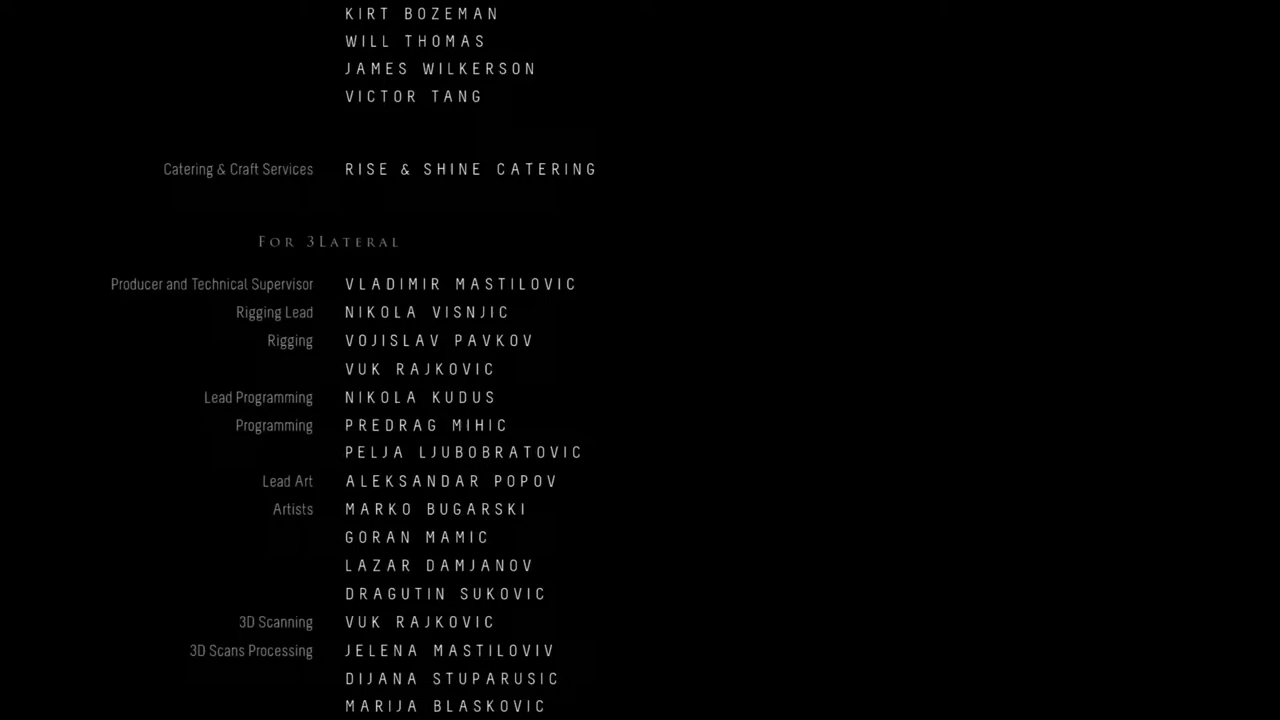 KIRT BOZEMAN
WILL THOMAS
JAMES WILKERSON
VICTOR TANG
Catering & Craft Services RISE & SHINE CATERING
FOR 3LATERAL
Producer and Technical Supervisor VLADIMIR MASTILOVIC
Rigging Lead NIKOLA VISNJIC
Rigging VOJISLAV PAVKOV
VUK RAJKOVIC
Lead Programming NIKOLA KUDUS
Programming PREDRAG MIHIC
PELJA LJUBOBRATOVIC
Lead Art ALEKSANDAR POPOV
Artists MARKO BUGARSKI
GORAN MAMIC
LAZAR DAMJANOV
DRAGUTIN SUKOVIC
3D Scanning VUK RAJKOVIC
3D Scans Processing JELENA MASTILOVIV
DIJANA STUPARUSIC
MARIJA BLASKOVIC